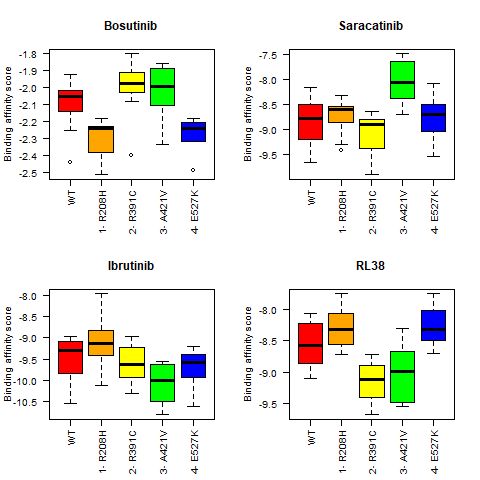 Bosutinib
Binding affinity score
-1.8
-1.9
-2.0
-2.1
-2.2
-2.3
-2.4
-2.5
WT
1- R208H
2- R391C
3- A421V
4- E527K
Saracatinib
Binding affinity score
-7.5
-8.0
-8.5
-9.0
-9.5
WT
1- R208H
2- R391C
3- A421V
4- E527K
Ibrutinib
Binding affinity score
-8.0
-8.5
-9.0
-9.5
-10.0
-10.5
WT
1- R208H
2- R391C
3- A421V
4- E527K
RL38
Binding affinity score
-8.0
-8.5
-9.0
-9.5
WT
1- R208H
2- R391C
3- A421V
4- E527K